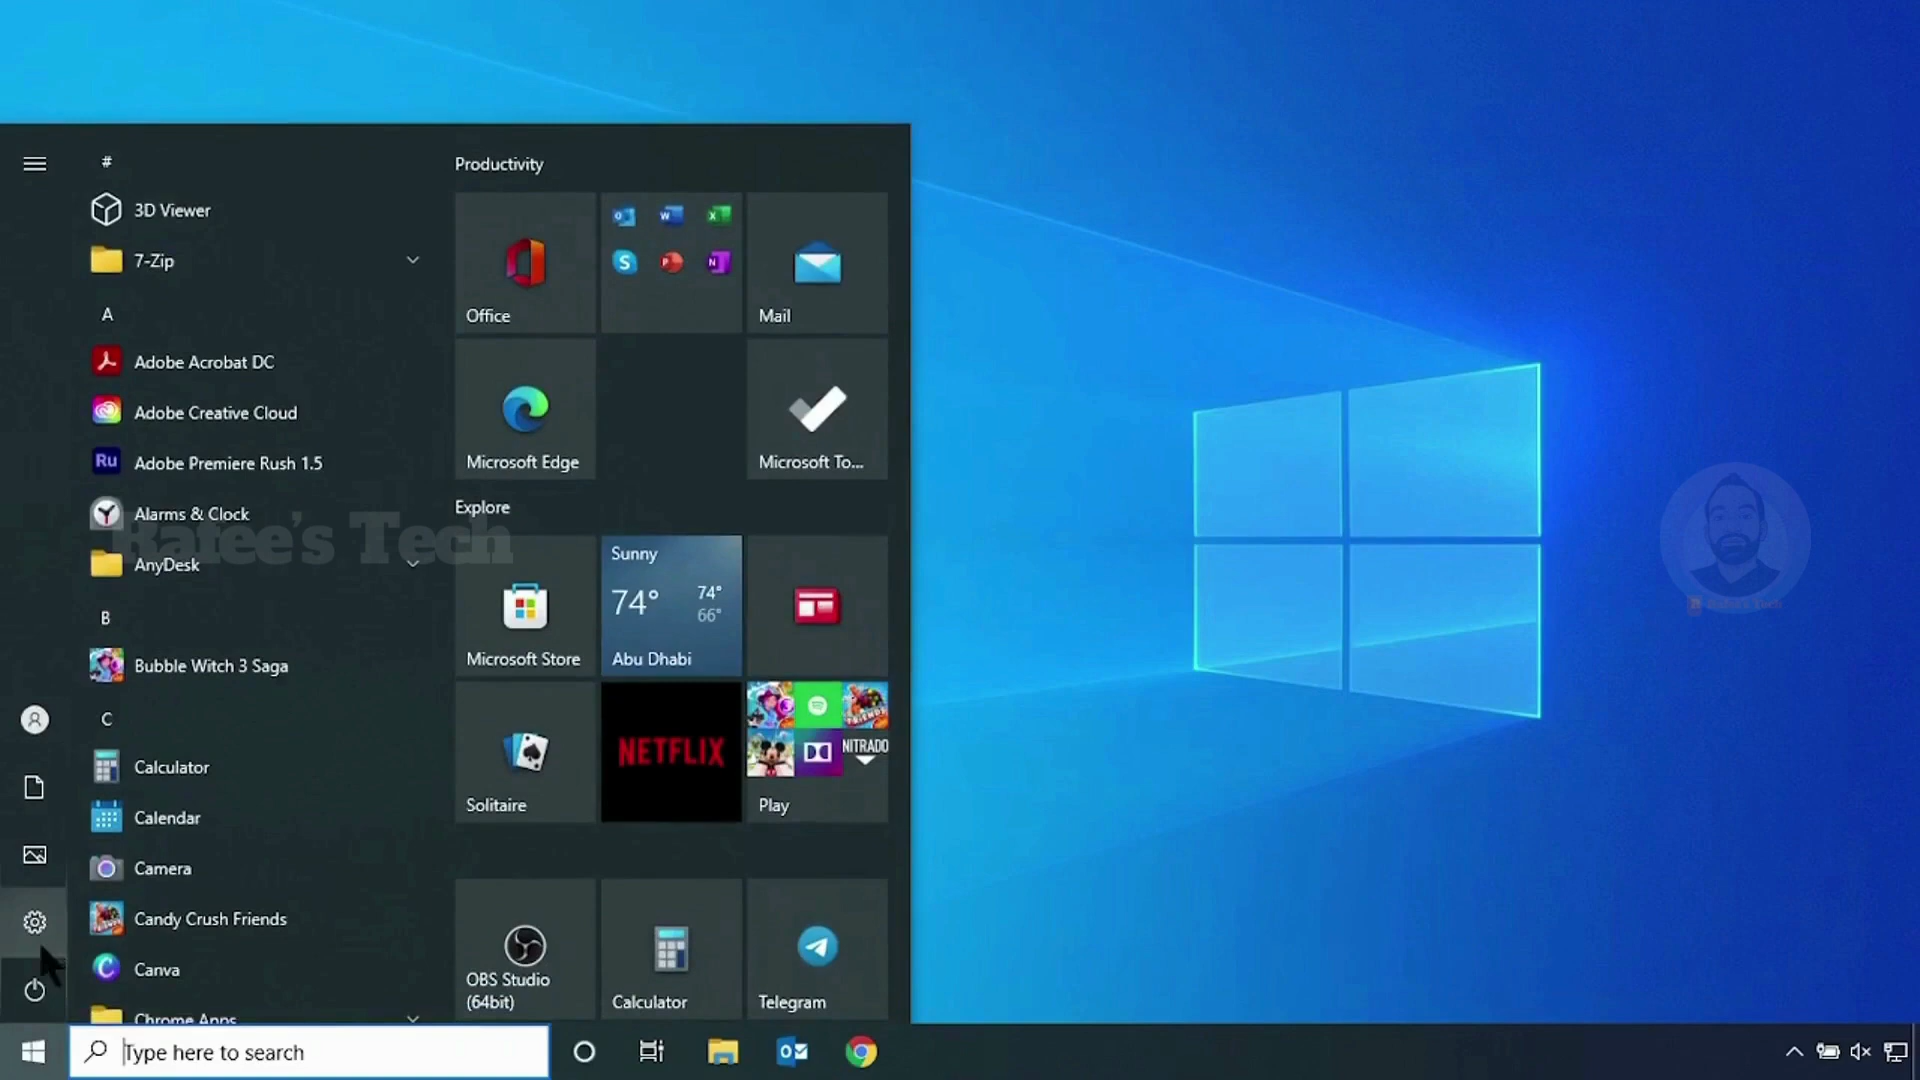 #
3D Viewer
7-Zip
A
Adobe Acrobat DC
Adobe Creative Cloud
Ru
Adobe Premiere Rush 1.5
Alarms & Clock
Rafee's Tech
AnyDesk
B
Bubble Witch 3 Saga
C
Calculator
Calendar
Camera
Candy Crush Friends
Canva
Chrome Apps
Productivity
Office
Mail
Microsoft Edge
Microsoft To...
Explore
Microsoft Store
Sunny
74° 74°
66°
Abu Dhabi
Solitaire
NETFLIX
NITRADO
Play
OBS Studio
(64bit)
Calculator
Telegram
Rafee's Tech
Type here to search